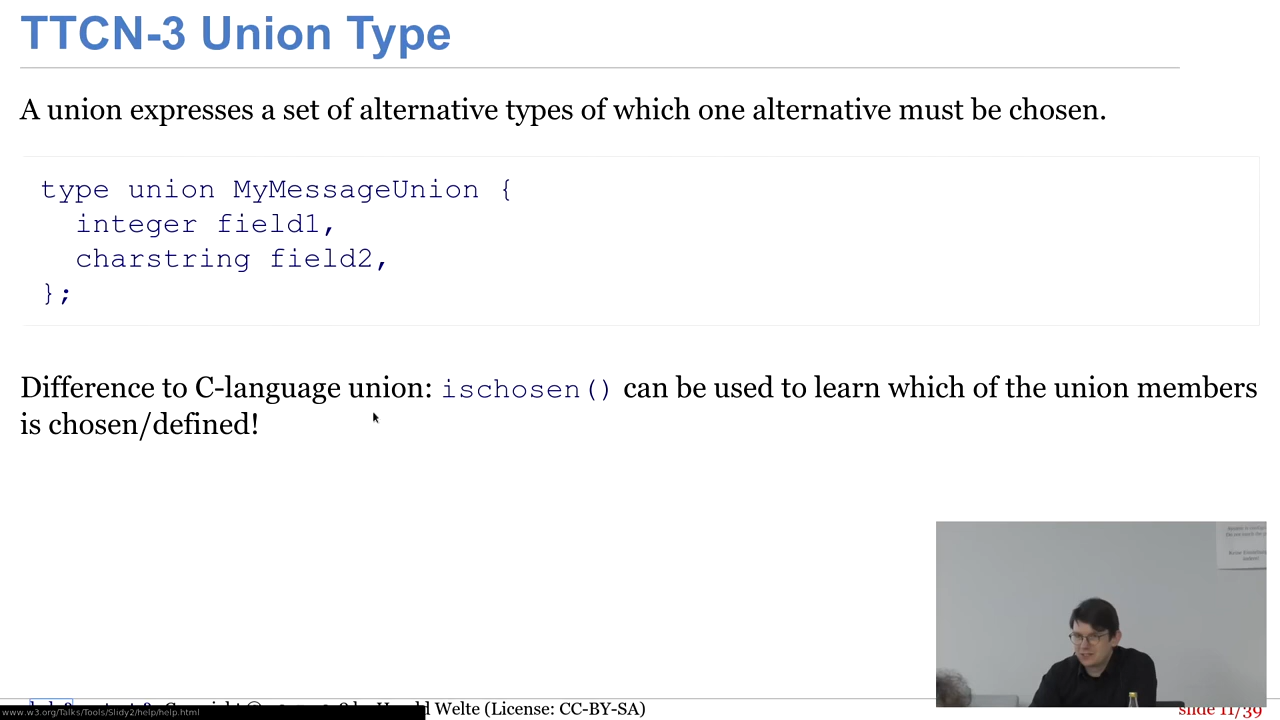 TTCN-3 Union Type
A union expresses a set of alternative types of which one alternative must be chosen.
type union MyMessageUnion {
integer field1,
charstring field2,
};
Difference to C-language union: ischosen() can be used to learn which of the union members
is chosen/defined!
www.w3.org/Talks/Tools/Slidy2/help/help.html
Welte (License: CC-BY-SA)
slide 11/39